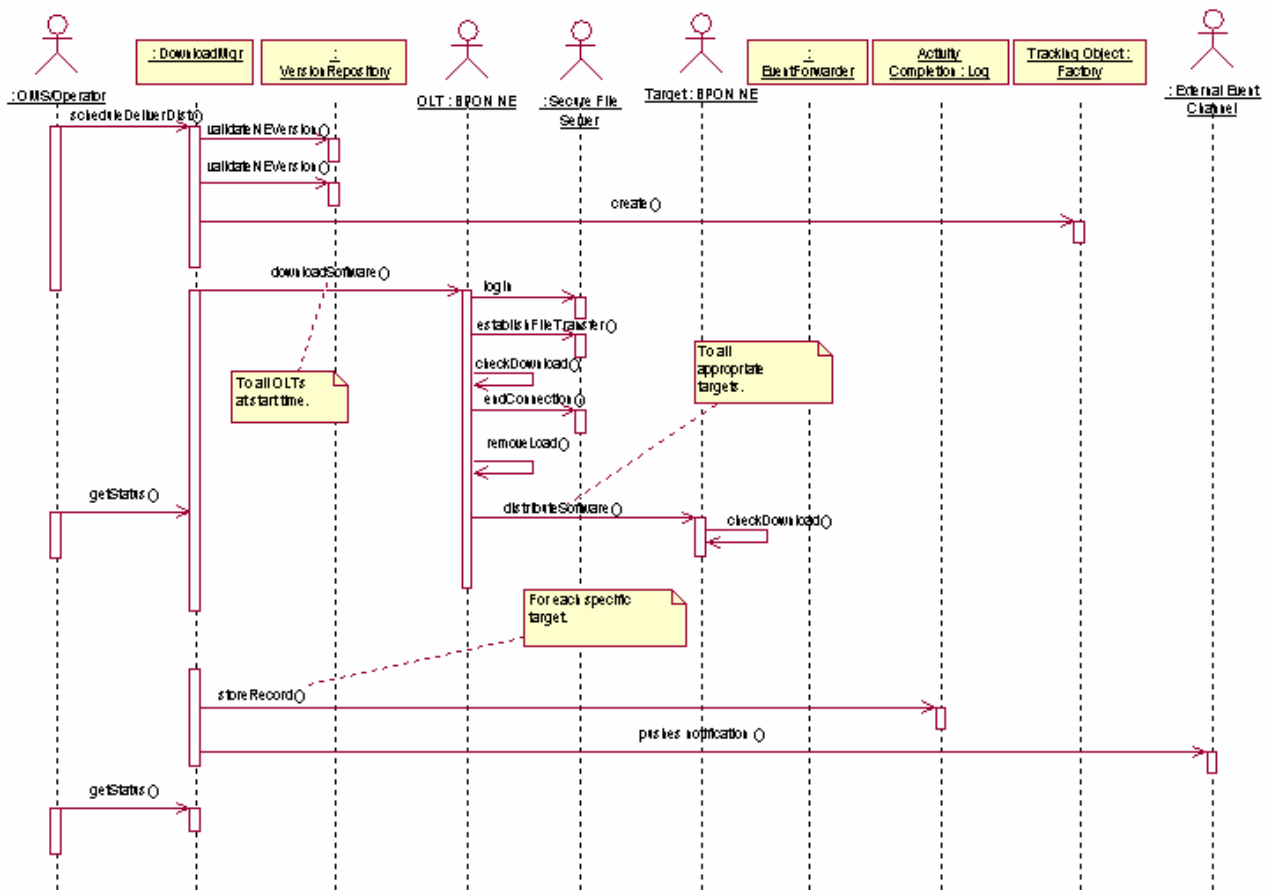 : DownloadMgr
:
VersionRepository
:
EventForwarder
Activity
Completion : Log
Tracking Object :
Factory
: OMS/Operator
OLT : BPON NE
: Secure File
Server
Target : BPON NE
: External Event
Channel
scheduleDeliverDist()
validateNEVersion()
validateNEVersion()
create()
downloadSoftware()
login
establishFileTransfer()
To all
appropriate
targets.
checkDownload()
To all OLTs
at start time.
endConnection()
removeLoad()
getStatus()
distributeSoftware()
checkDownload()
For each specific
target.
storeRecord()
pushes notification ()
getStatus()